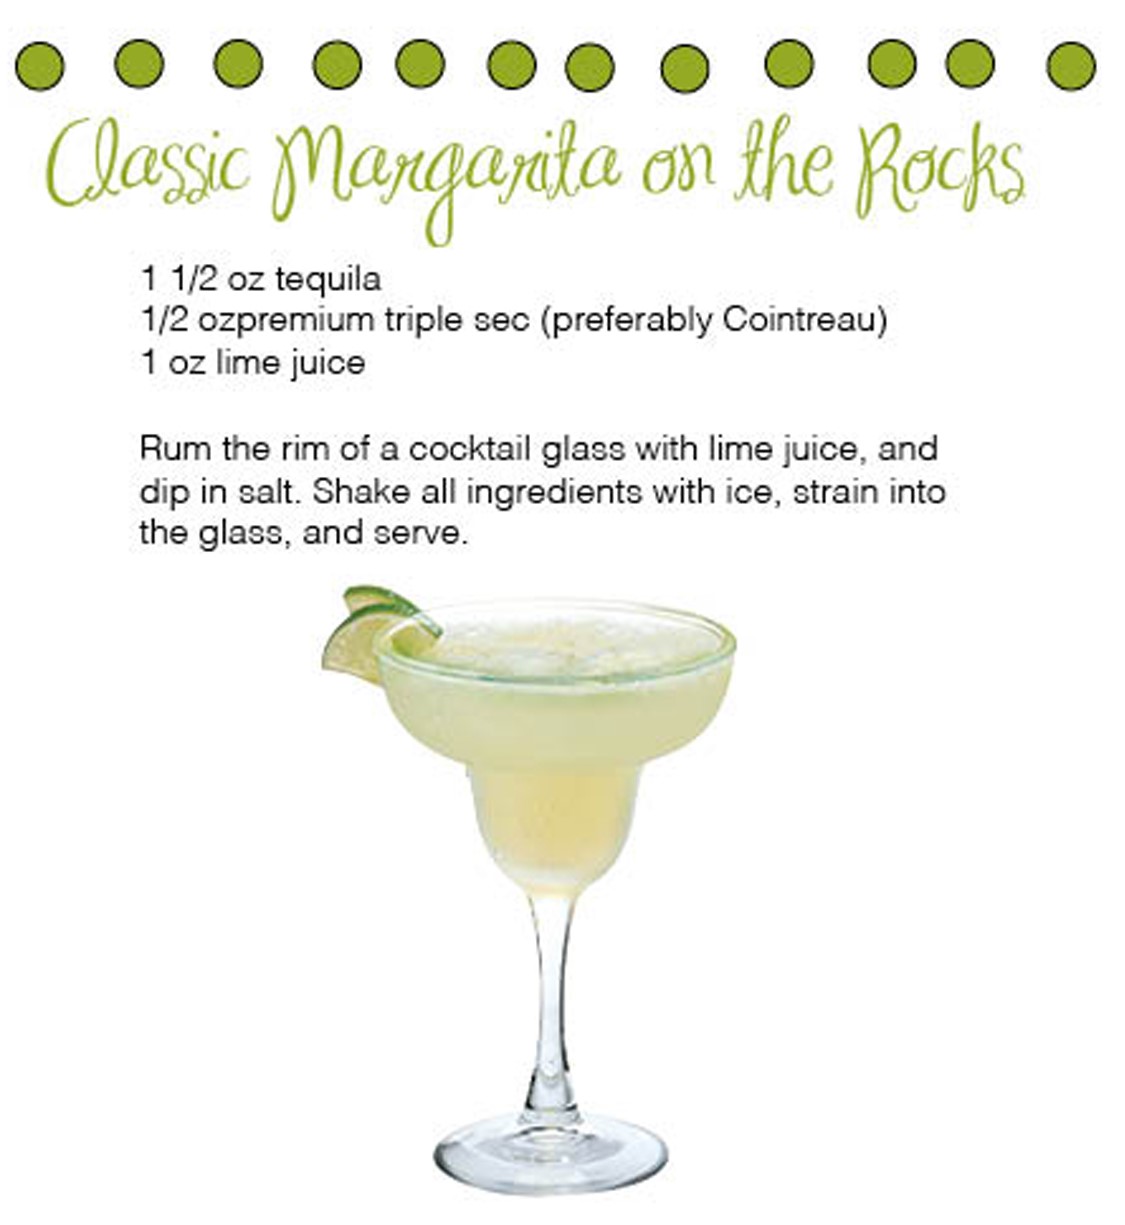 Classic Margarita on the Rocks
1 1/2 oz tequila
1/2 ozpremium triple sec (preferably Cointreau)
1 oz lime juice
Rum the rim of a cocktail glass with lime juice, and
dip in salt. Shake all ingredients with ice, strain into
the glass, and serve.